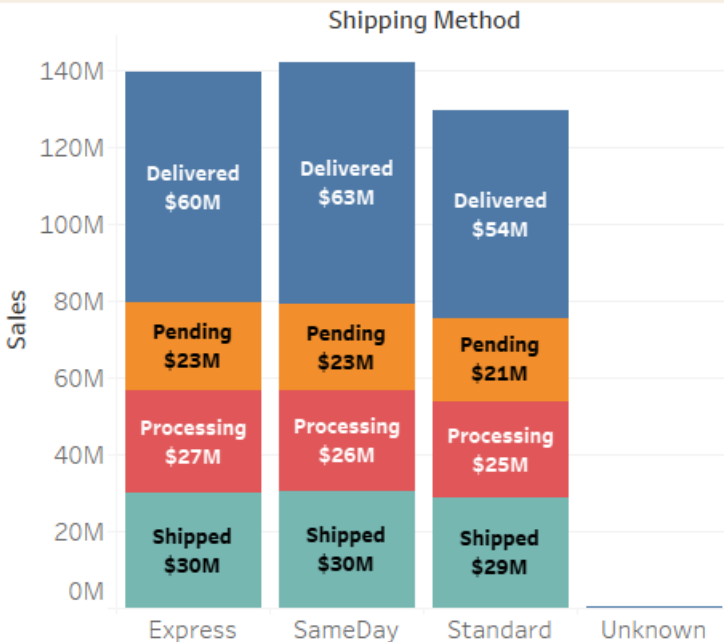 Shipping Method
140M
120M
100M
80M
60M
40M
20M
0M
Sales
Delivered
$60M
Pending
$23M
Processing
$27M
Shipped
$30M
Delivered
$63M
Pending
$23M
Processing
$26M
Shipped
$30M
Delivered
$54M
Pending
$21M
Processing
$25M
Shipped
$29M
Express
SameDay
Standard
Unknown